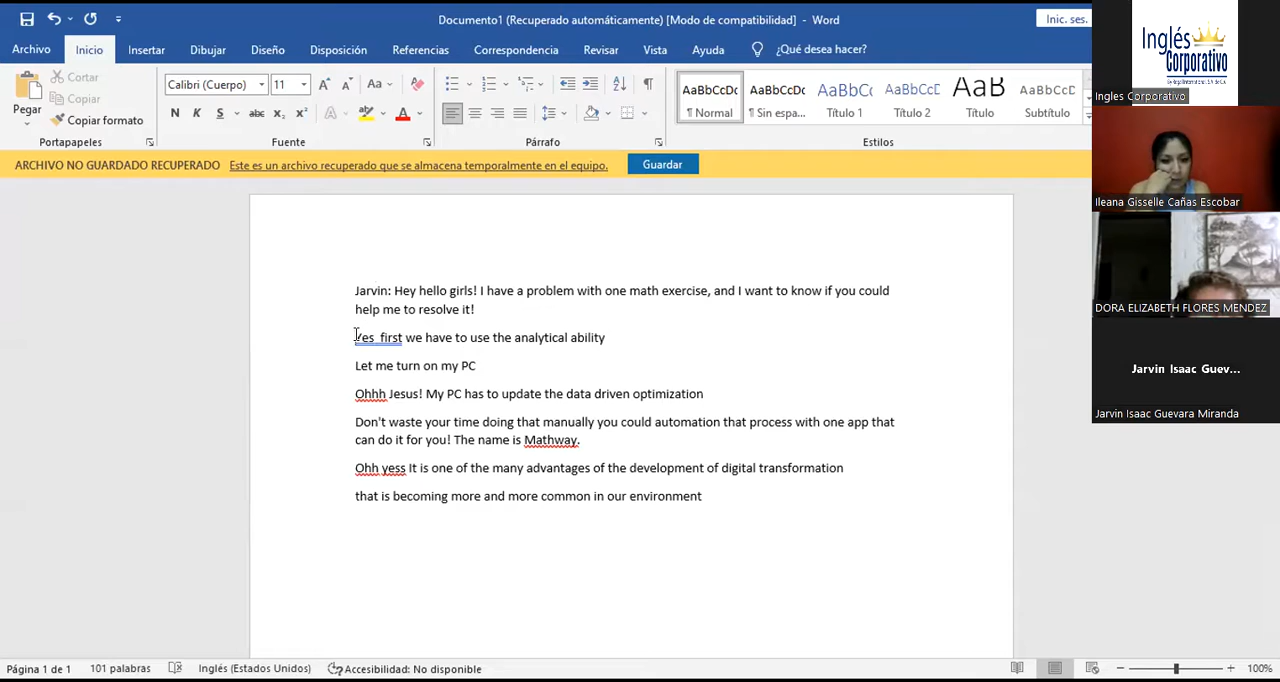 Documento1 (Recuperado automáticamente) [Modo de compatibilidad] - Word
Inic. ses.
Archivo Inicio Insertar Dibujar Diseño Disposición Referencias Correspondencia Revisar Vista Ayuda ¿Qué desea hacer?
Pegar
Cortar
Copiar
Copiar formato
Portapapeles
Calibri (Cuerpo) 11
Aa
N K S abc x₂ x² A A
Fuente
Párrafo
AaBbCcDc AaBbCcDc AaBbCc AaBbCcC AaB AaBbCcC
¶ Normal ¶ Sin espa... Título 1 Título 2 Título Subtítulo
Estilos
ARCHIVO NO GUARDADO RECUPERADO Este es un archivo recuperado que se almacena temporalmente en el equipo. Guardar
Jarvin: Hey hello girls! I have a problem with one math exercise, and I want to know if you could
help me to resolve it!
Yes first we have to use the analytical ability
Let me turn on my PC
Ohhh Jesus! My PC has to update the data driven optimization
Don't waste your time doing that manually you could automation that process with one app that
can do it for you! The name is Mathway.
Ohh yess It is one of the many advantages of the development of digital transformation
that is becoming more and more common in our environment
Página 1 de 1 101 palabras Inglés (Estados Unidos) Accesibilidad: No disponible 100%
Inglés
Corporativo
Ingles Corporativo
Ileana Gisselle Cañas Escobar
DORA ELIZABETH FLORES MENDEZ
Jarvin Isaac Guev...
Jarvin Isaac Guevara Miranda